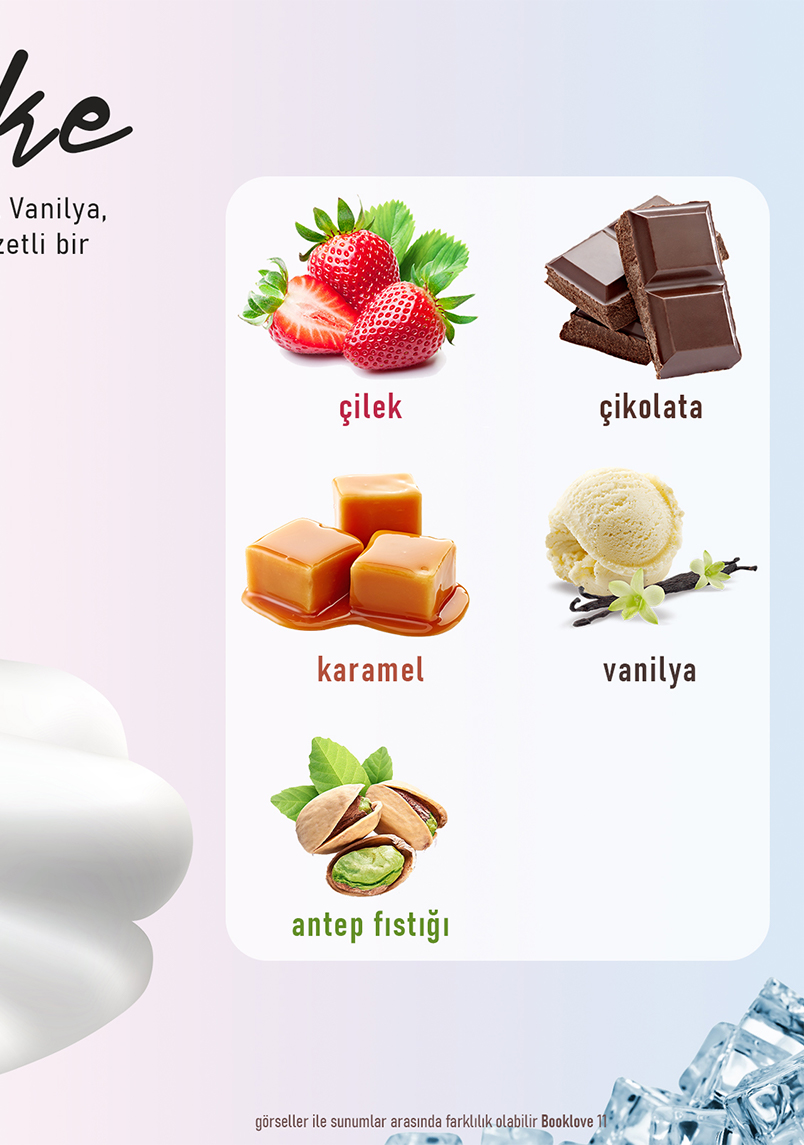 ke
Vanilya,
zetli bir
çilek
çikolata
karamel
vanilya
antep fıstığı
görseller ile sunumlar arasında farklılık olabilir Booklove 11